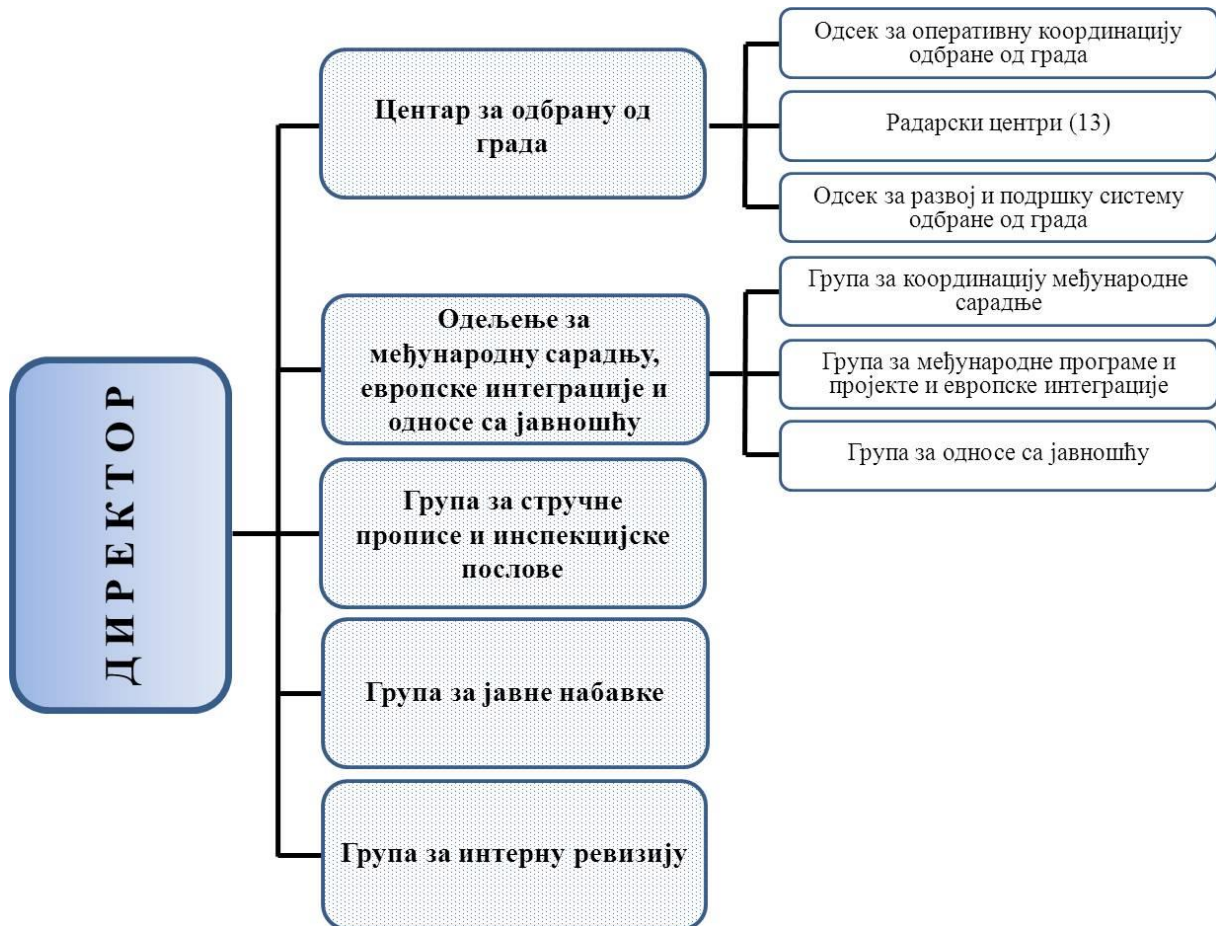 ДИРЕКТОР
Центар за одбрану од
града
Одсек за оперативну координацију
одбране од града
Радарски центри (13)
Одсек за развој и подршку систему
одбране од града
Одељење за
међународну сарадњу,
европске интеграције и
односе са јавношћу
Група за координацију међународне
сарадње
Група за међународне програме и
пројекте и европске интеграције
Група за односе са јавношћу
Група за стручне
прописе и инспекцијске
послове
Група за јавне набавке
Група за интерну ревизију